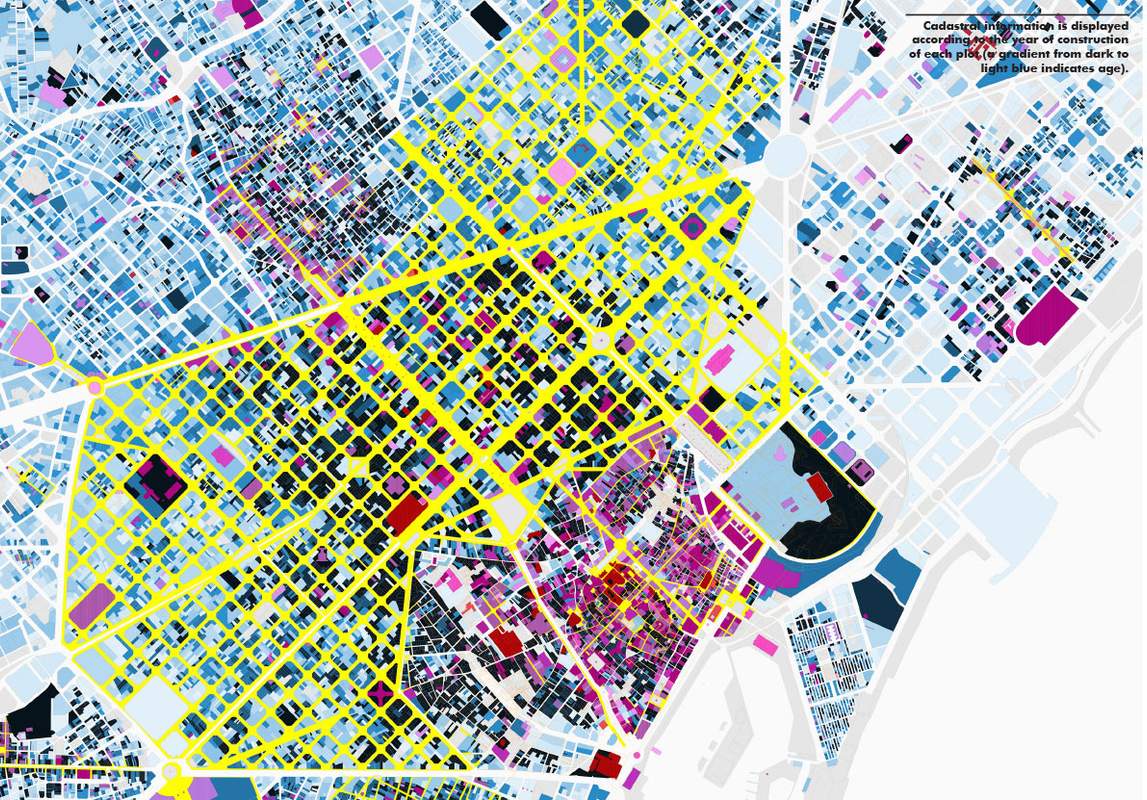 Cadastral information is displayed
according to the year of construction
of each plot (a gradient from dark to
light blue indicates age).